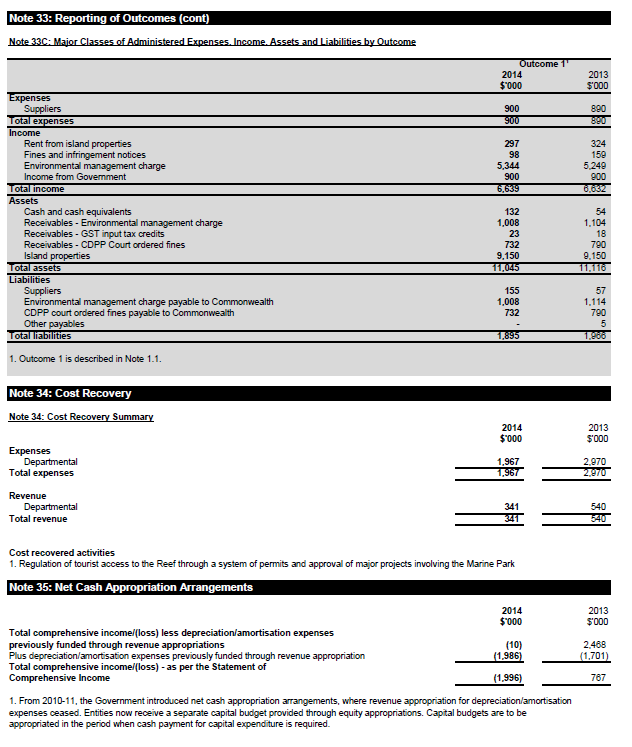 Note 33: Reporting of Outcomes (cont)
Note 33C: Major Classes of Administered Expenses, Income, Assets and Liabilities by Outcome
Outcome 1¹
2014 2013
$'000 $'000
Expenses
Suppliers 900 890
Total expenses 900 890
Income
Rent from island properties 297 324
Fines and infringement notices 98 159
Environmental management charge 5,344 5,249
Income from Government 900 900
Total income 6,639 6,632
Assets
Cash and cash equivalents 132 54
Receivables - Environmental management charge 1,008 1,104
Receivables - GST input tax credits 23 18
Receivables - CDPP Court ordered fines 732 790
Island properties 9,150 9,150
Total assets 11,045 11,116
Liabilities
Suppliers 155 57
Environmental management charge payable to Commonwealth 1,008 1,114
CDPP court ordered fines payable to Commonwealth 732 790
Other payables - 5
Total liabilities 1,895 1,966
1. Outcome 1 is described in Note 1.1.
Note 34: Cost Recovery
Note 34: Cost Recovery Summary
2014 2013
$'000 $'000
Expenses
Departmental 1,967 2,970
Total expenses 1,967 2,970
Revenue
Departmental 341 540
Total revenue 341 540
Cost recovered activities
1. Regulation of tourist access to the Reef through a system of permits and approval of major projects involving the Marine Park
Note 35: Net Cash Appropriation Arrangements
2014 2013
$'000 $'000
Total comprehensive income/(loss) less depreciation/amortisation expenses
previously funded through revenue appropriations (10) 2,468
Plus depreciation/amortisation expenses previously funded through revenue appropriation (1,986) (1,701)
Total comprehensive income/(loss) - as per the Statement of
Comprehensive Income (1,996) 767
1. From 2010-11, the Government introduced net cash appropriation arrangements, where revenue appropriation for depreciation/amortisation
expenses ceased. Entities now receive a separate capital budget provided through equity appropriations. Capital budgets are to be
appropriated in the period when cash payment for capital expenditure is required.